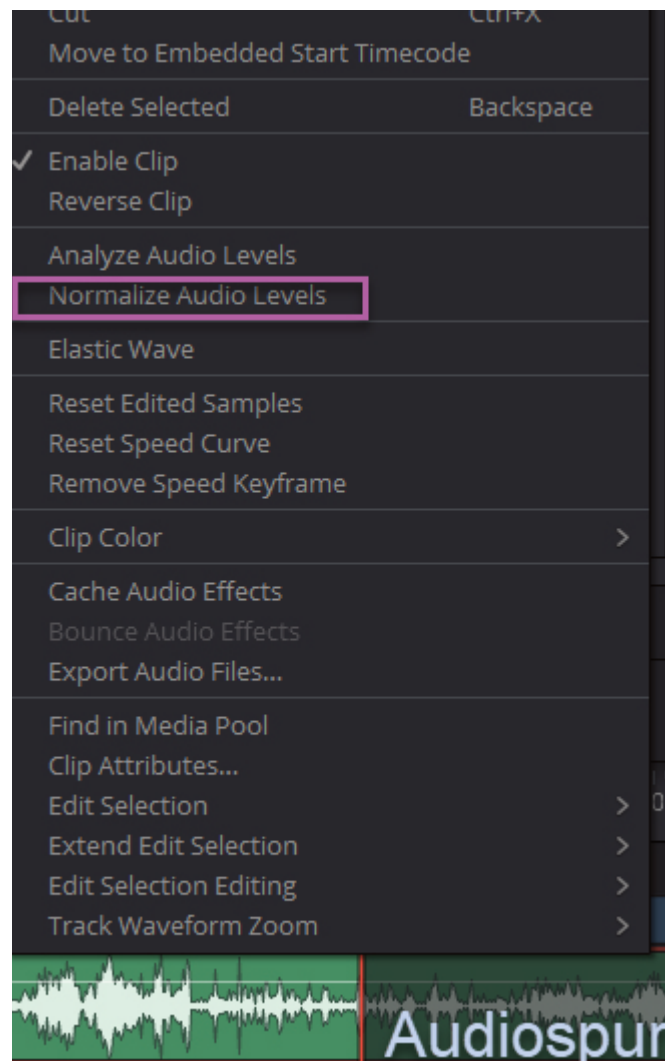 Cut Ctrl+X
Move to Embedded Start Timecode
Delete Selected Backspace
Enable Clip
Reverse Clip
Analyze Audio Levels
Normalize Audio Levels
Elastic Wave
Reset Edited Samples
Reset Speed Curve
Remove Speed Keyframe
Clip Color
Cache Audio Effects
Bounce Audio Effects
Export Audio Files...
Find in Media Pool
Clip Attributes...
Edit Selection
Extend Edit Selection
Edit Selection Editing
Track Waveform Zoom
Audiospur